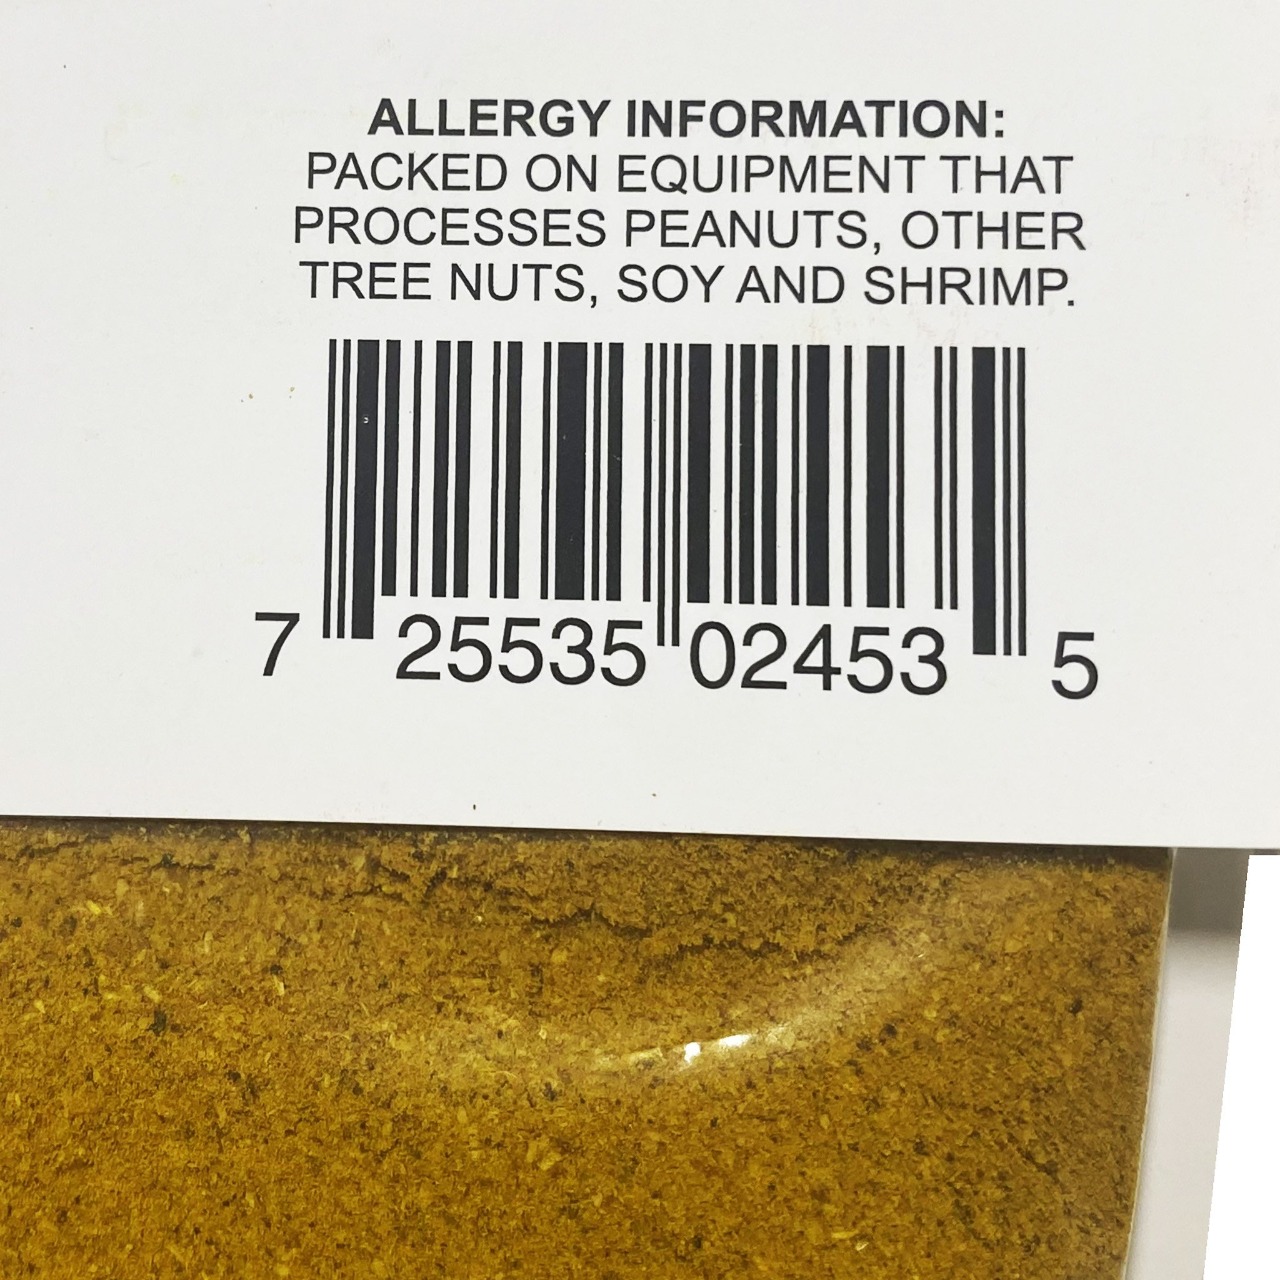 ALLERGY INFORMATION:
PACKED ON EQUIPMENT THAT
PROCESSES PEANUTS, OTHER
TREE NUTS, SOY AND SHRIMP.
7 25535 02453 5